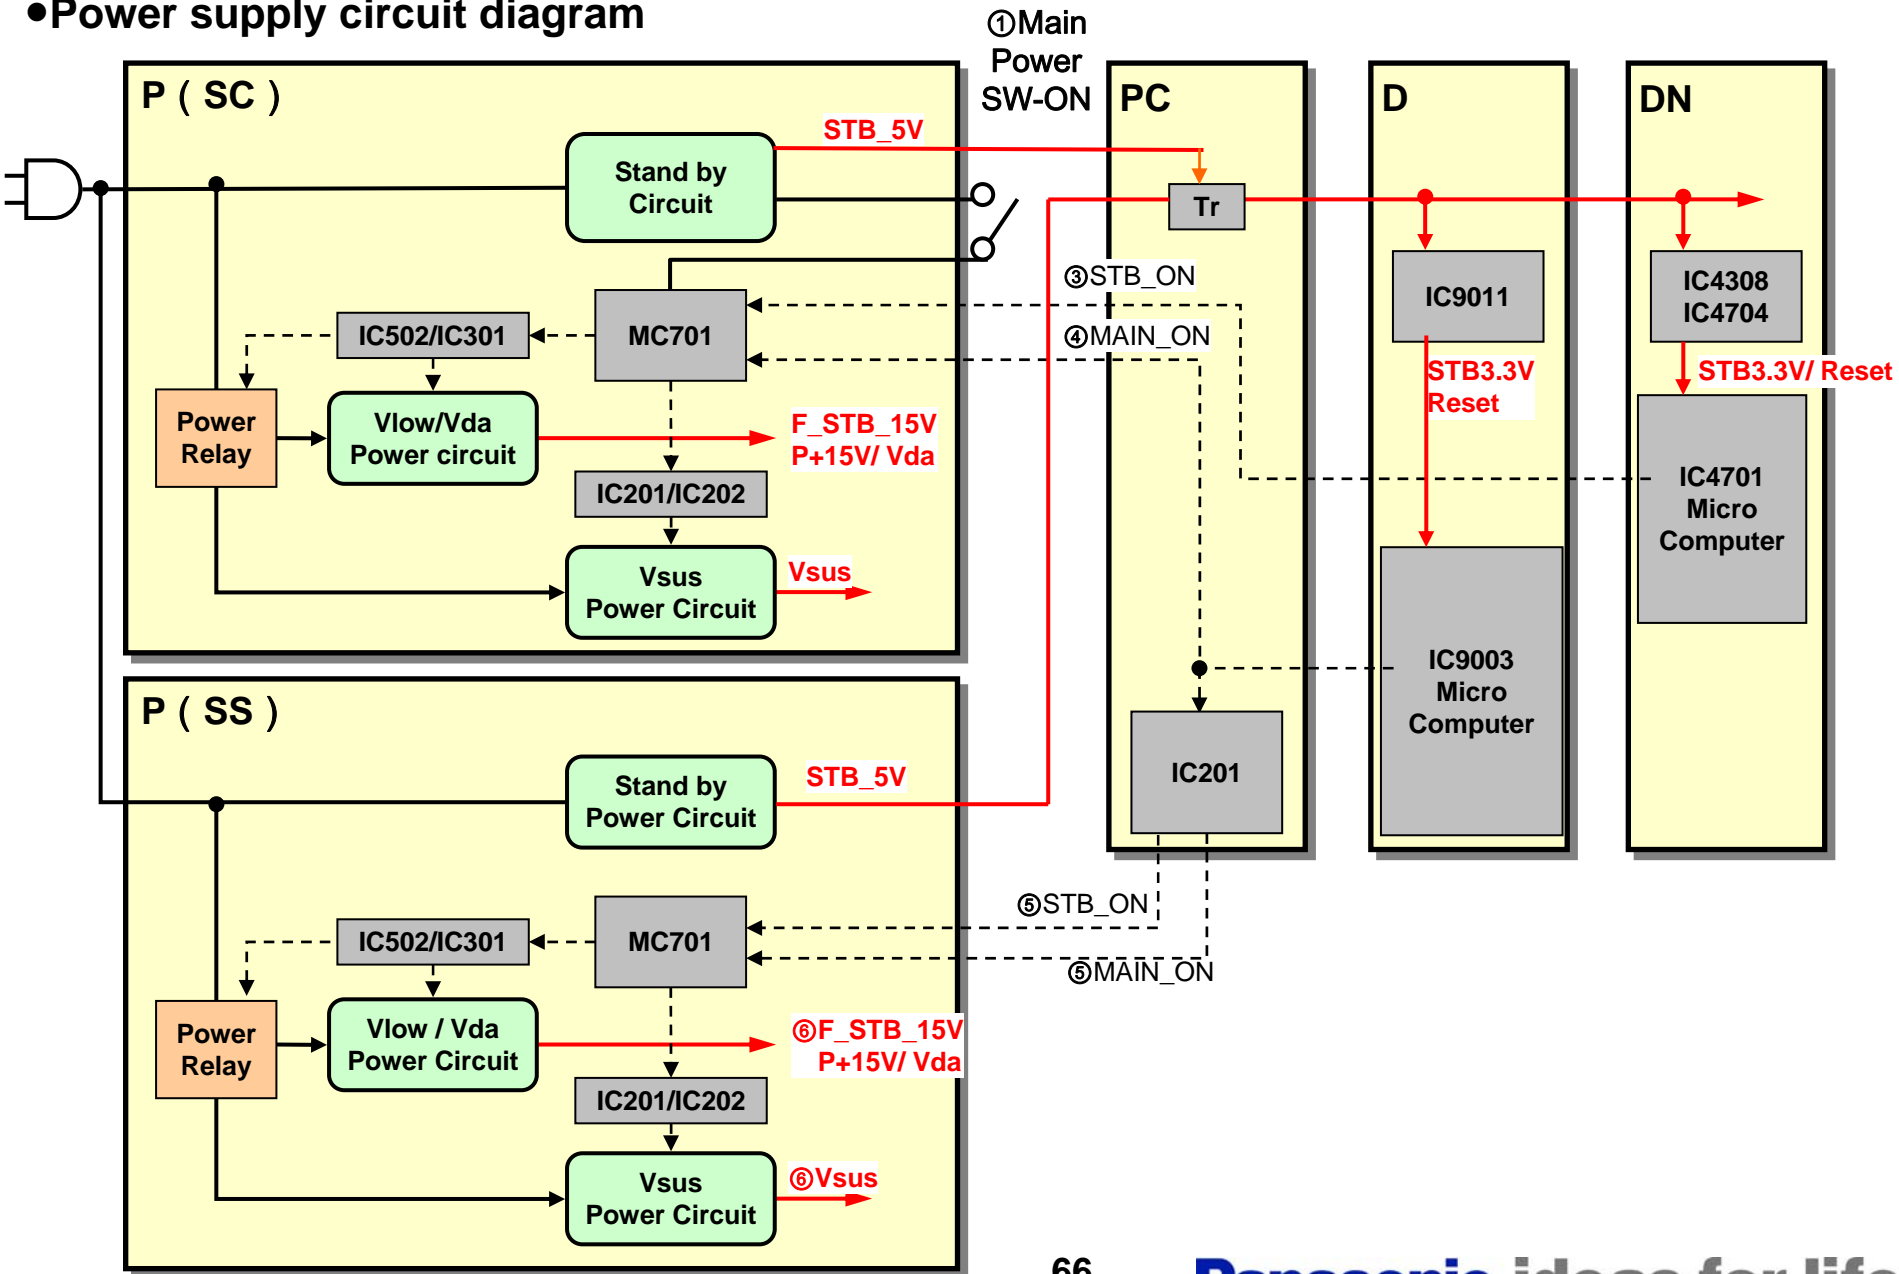 ●Power supply circuit diagram
①Main
Power
SW-ON
P ( SC )
STB_5V
Stand by
Circuit
③STB_ON
④MAIN_ON
IC502/IC301
MC701
Power
Relay
Vlow/Vda
Power circuit
F_STB_15V
P+15V/ Vda
IC201/IC202
Vsus
Power Circuit
Vsus
PC
Tr
IC201
D
IC9011
STB3.3V
Reset
IC9003
Micro
Computer
DN
IC4308
IC4704
STB3.3V/ Reset
IC4701
Micro
Computer
P ( SS )
Stand by
Power Circuit
STB_5V
⑤STB_ON
⑤MAIN_ON
IC502/IC301
MC701
Power
Relay
Vlow / Vda
Power Circuit
⑥F_STB_15V
P+15V/ Vda
IC201/IC202
Vsus
Power Circuit
⑥Vsus
66
Panasonic ideas for life